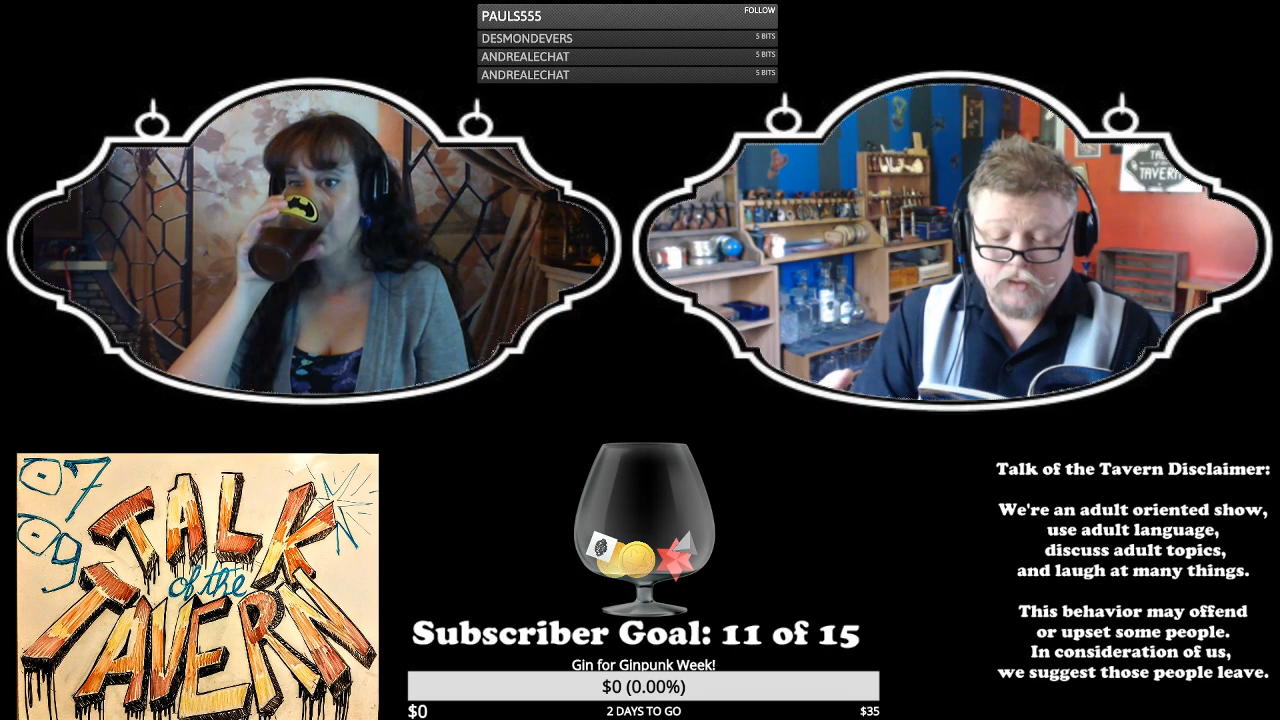 PAULS555 FOLLOW
DESMONDEVERS 5 BITS
ANDREALECHAT 5 BITS
ANDREALECHAT 5 BITS
TAVERN
07
09
TALK
of the
TAVERN
Subscriber Goal: 11 of 15
Gin for Ginpunk Week!
$0 (0.00%)
$0 2 DAYS TO GO $35
Talk of the Tavern Disclaimer:
We're an adult oriented show,
use adult language,
discuss adult topics,
and laugh at many things.
This behavior may offend
or upset some people.
In consideration of us,
we suggest those people leave.